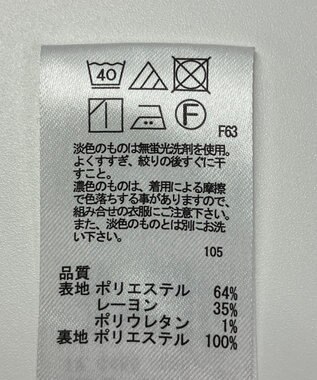 40
F F63
淡色のものは無蛍光洗剤を使用。
よくすすぎ、絞りの後すぐに干
すこと。
濃色のものは、着用による摩擦
で色落ちする事がありますので、
組み合せの衣服にご注意下さい。
また、淡色のものとは別にお洗
い下さい。
105
品質
表地 ポリエステル 64%
レーヨン 35%
ポリウレタン 1%
裏地 ポリエステル 100%